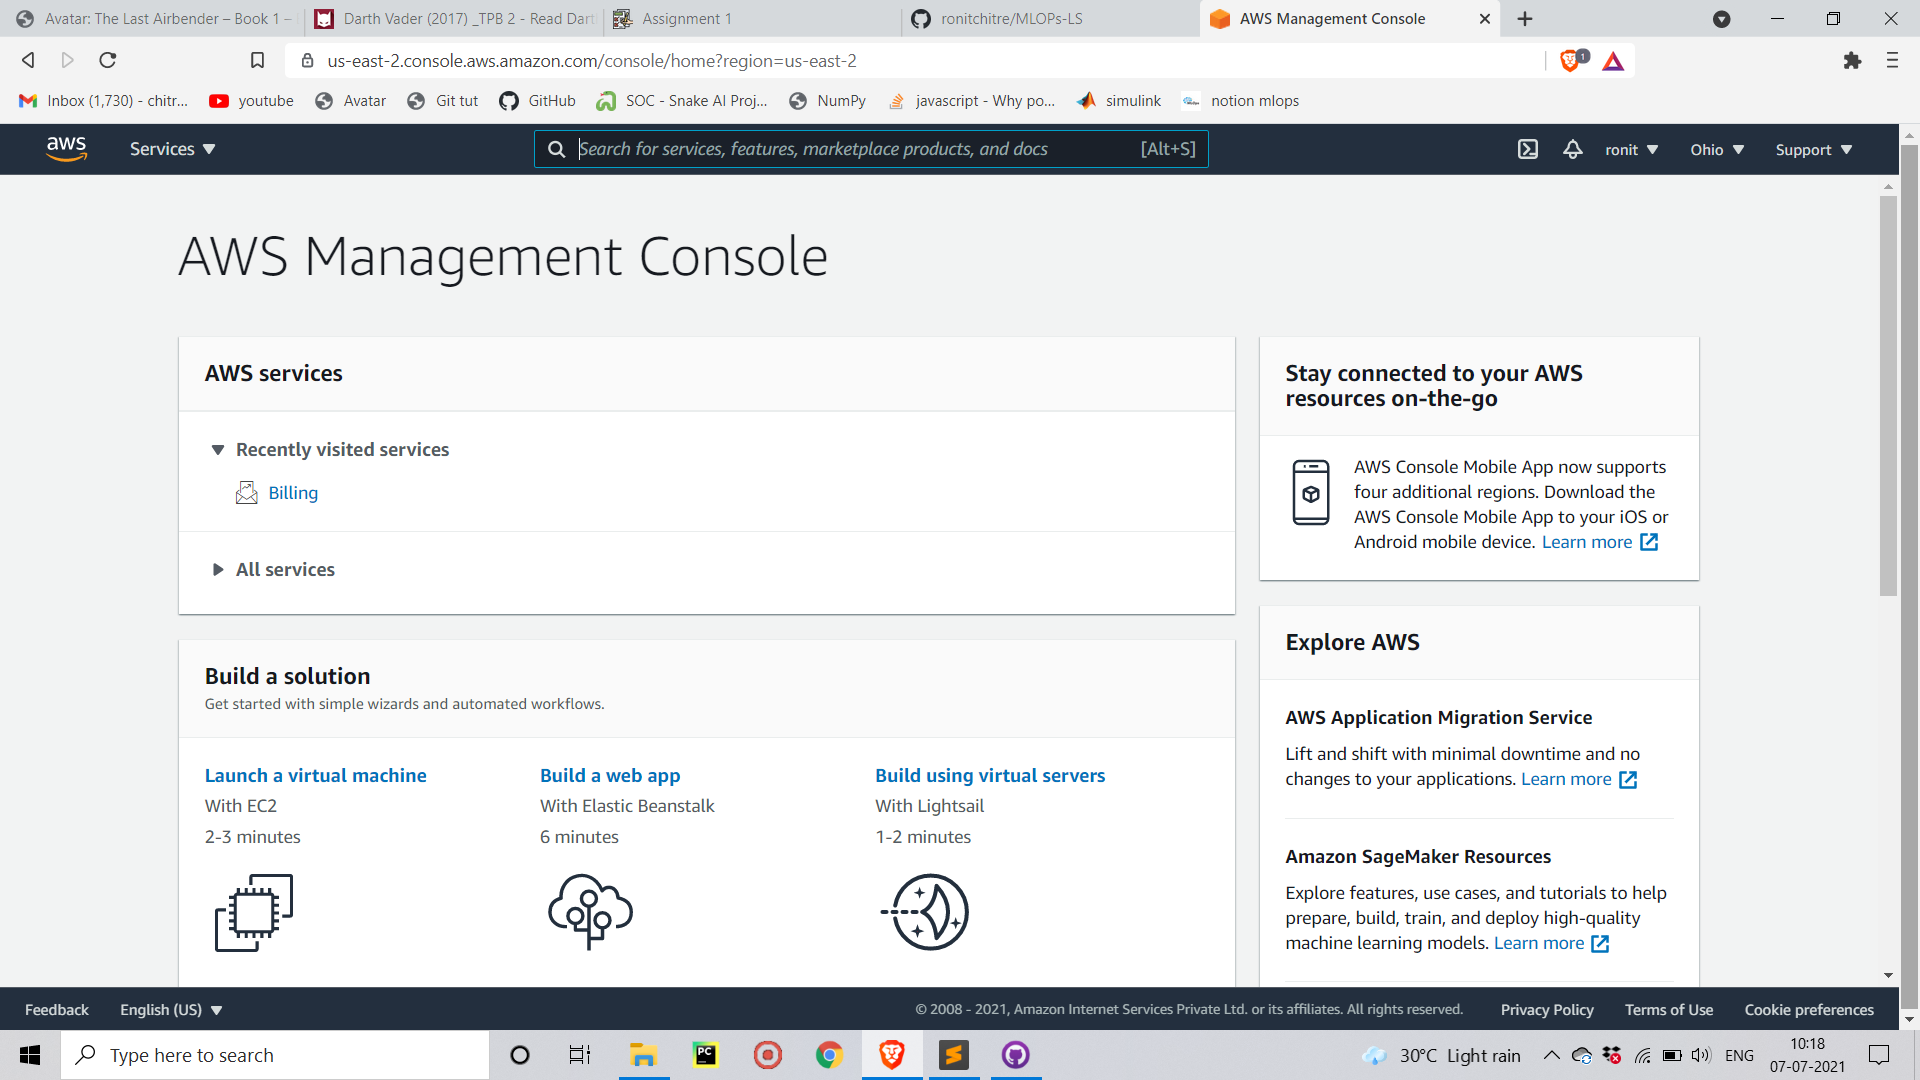 Avatar: The Last Airbender – Book 1 –
Darth Vader (2017) _TPB 2 - Read Dart
Assignment 1
ronitchitre/MLOPs-LS
AWS Management Console
us-east-2.console.aws.amazon.com/console/home?region=us-east-2
1
Inbox (1,730) - chitr...
youtube
Avatar
Git tut
GitHub
SOC - Snake AI Proj...
NumPy
javascript - Why po...
simulink
notion mlops
aws
Services
Search for services, features, marketplace products, and docs
[Alt+S]
ronit
Ohio
Support
AWS Management Console
AWS services
Recently visited services
Billing
All services
Build a solution
Get started with simple wizards and automated workflows.
Launch a virtual machine
With EC2
2-3 minutes
Build a web app
With Elastic Beanstalk
6 minutes
Build using virtual servers
With Lightsail
1-2 minutes
Stay connected to your AWS
resources on-the-go
AWS Console Mobile App now supports
four additional regions. Download the
AWS Console Mobile App to your iOS or
Android mobile device. Learn more
Explore AWS
AWS Application Migration Service
Lift and shift with minimal downtime and no
changes to your applications. Learn more
Amazon SageMaker Resources
Explore features, use cases, and tutorials to help
prepare, build, train, and deploy high-quality
machine learning models. Learn more
Feedback
English (US)
© 2008 - 2021, Amazon Internet Services Private Ltd. or its affiliates. All rights reserved.
Privacy Policy
Terms of Use
Cookie preferences
Type here to search
PC
30°C Light rain
ENG
10:18
07-07-2021